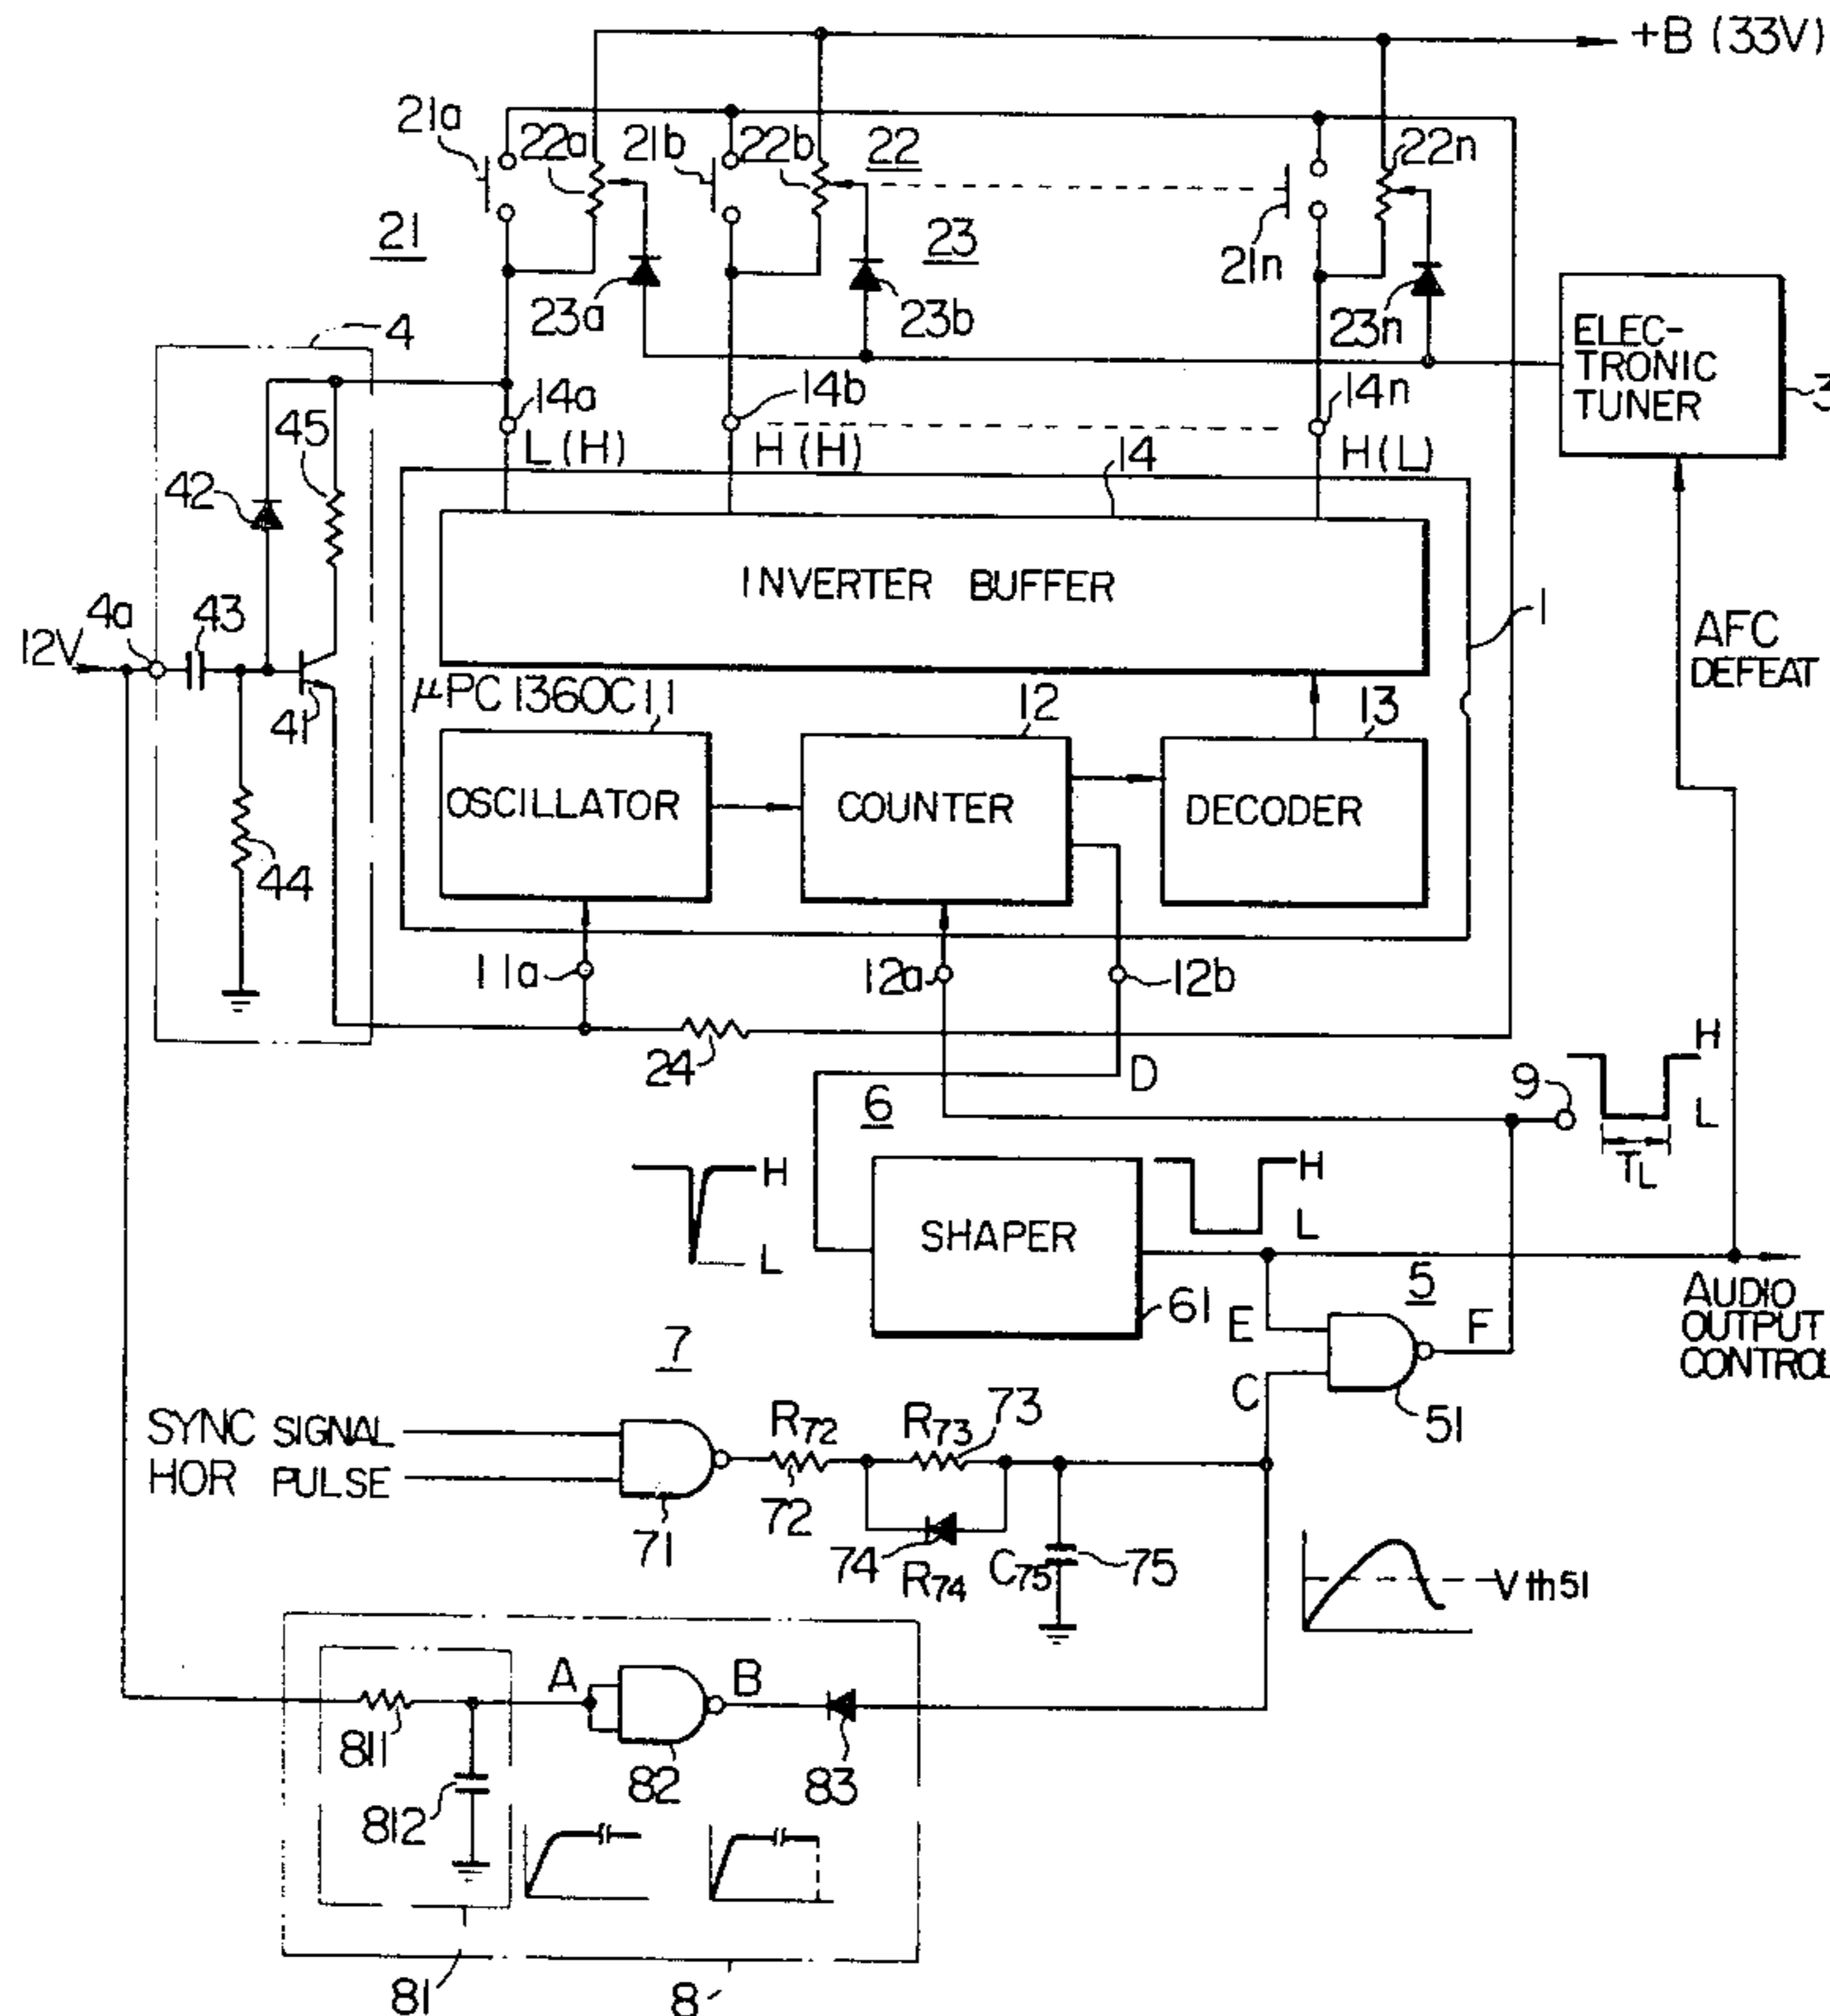 +B (33V)
21a
22a
21b
22b
22
22n
21
23a
23
23b
21n
23n
ELEC-
TRONIC
TUNER
3
4
14a
14b
14n
L (H)
H (H)
14
H (L)
45
42
INVERTER BUFFER
4a
43
12V
1
AFC
DEFEAT
41
μPC 1360C
11
12
13
OSCILLATOR
COUNTER
DECODER
44
11a
12a
12b
24
D
6
9
H
L
TL
H
L
SHAPER
H
L
61
5
E
F
C
51
AUDIO
OUTPUT
CONTROL
7
SYNC SIGNAL
HOR PULSE
71
R72
72
R73
73
74
R74
C75
75
Vth51
A
B
811
812
82
83
81
8